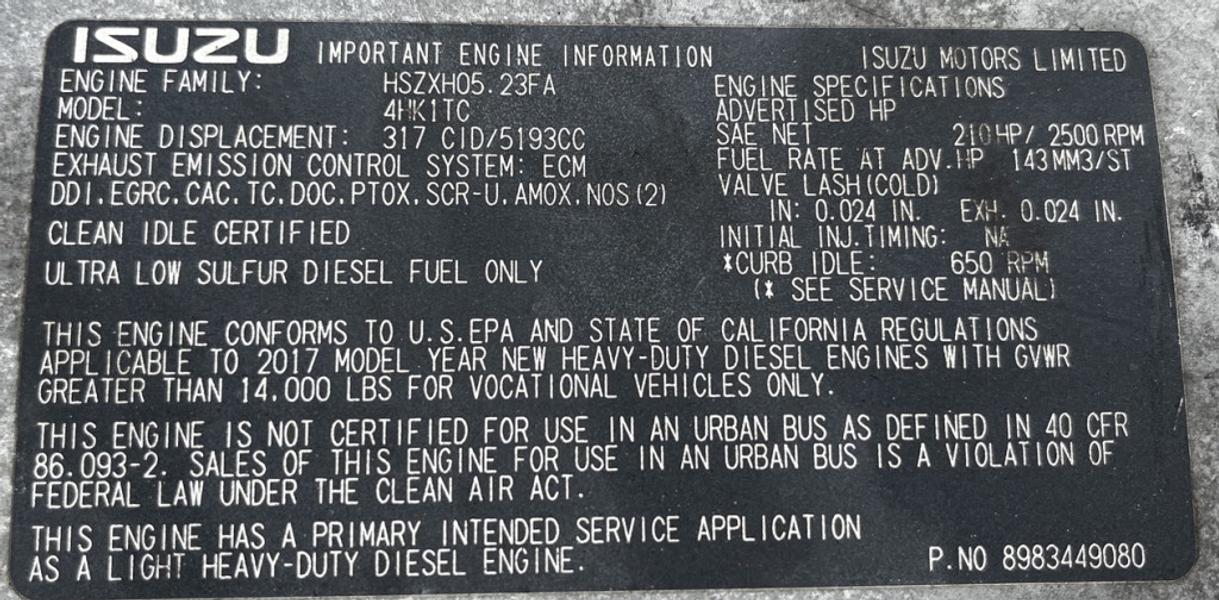 ISUZU IMPORTANT ENGINE INFORMATION ISUZU MOTORS LIMITED
ENGINE FAMILY: HSZXH05.23FA
MODEL: 4HK1TC
ENGINE DISPLACEMENT: 317 CID/5193CC
EXHAUST EMISSION CONTROL SYSTEM: ECM
DDI.EGRC.CAC.TC.DOC.PTOX.SCR-U.AMOX.NOS(2)
CLEAN IDLE CERTIFIED
ULTRA LOW SULFUR DIESEL FUEL ONLY
ENGINE SPECIFICATIONS
ADVERTISED HP
SAE NET 210HP/ 2500RPM
FUEL RATE AT ADV.HP 143MM3/ST
VALVE LASH(COLD)
IN: 0.024 IN. EXH. 0.024 IN.
INITIAL INJ.TIMING: NA
*CURB IDLE: 650 RPM
(* SEE SERVICE MANUAL)
THIS ENGINE CONFORMS TO U.S.EPA AND STATE OF CALIFORNIA REGULATIONS
APPLICABLE TO 2017 MODEL YEAR NEW HEAVY-DUTY DIESEL ENGINES WITH GVWR
GREATER THAN 14.000 LBS FOR VOCATIONAL VEHICLES ONLY.
THIS ENGINE IS NOT CERTIFIED FOR USE IN AN URBAN BUS AS DEFINED IN 40 CFR
86.093-2. SALES OF THIS ENGINE FOR USE IN AN URBAN BUS IS A VIOLATION OF
FEDERAL LAW UNDER THE CLEAN AIR ACT.
THIS ENGINE HAS A PRIMARY INTENDED SERVICE APPLICATION
AS A LIGHT HEAVY-DUTY DIESEL ENGINE.
P.NO 8983449080